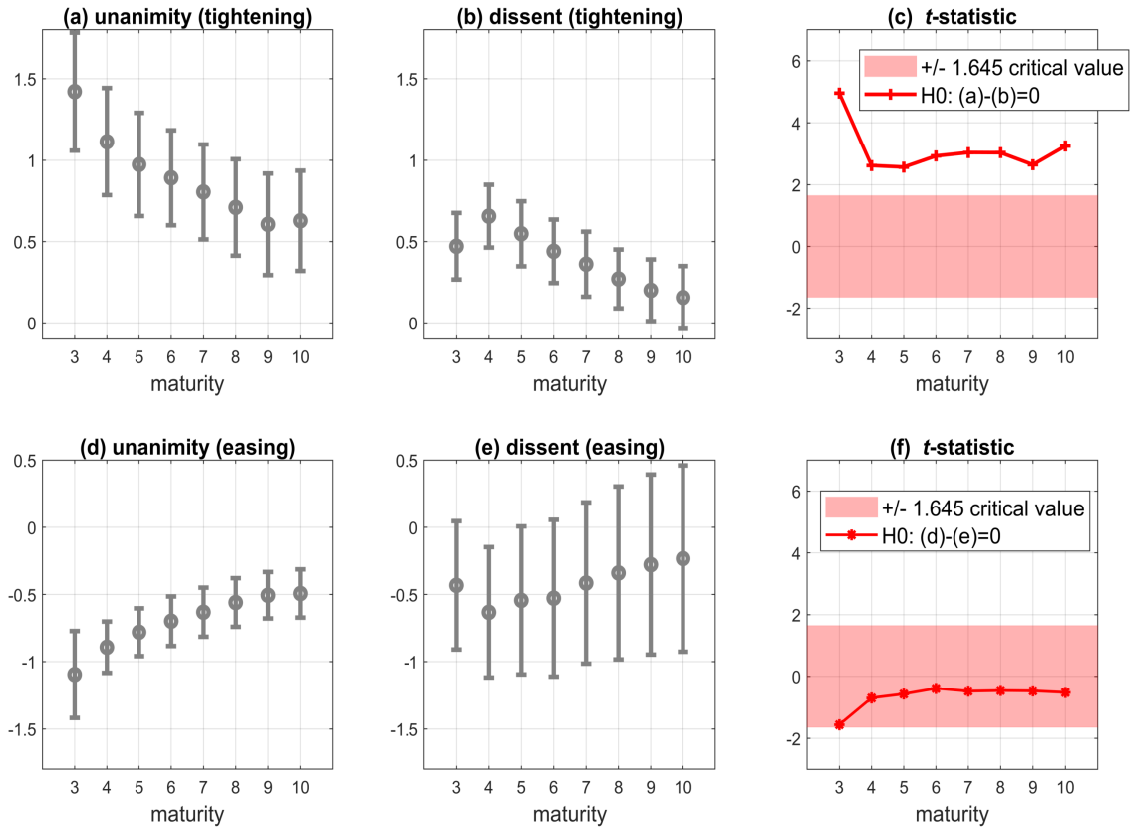 (a) unanimity (tightening)
1.5
1
0.5
0
3 4 5 6 7 8 9 10
maturity
(b) dissent (tightening)
1.5
1
0.5
0
3 4 5 6 7 8 9 10
maturity
(c) t-statistic
+/- 1.645 critical value
H0: (a)-(b)=0
6
4
2
0
-2
3 4 5 6 7 8 9 10
maturity
(d) unanimity (easing)
0.5
0
-0.5
-1
-1.5
3 4 5 6 7 8 9 10
maturity
(e) dissent (easing)
0.5
0
-0.5
-1
-1.5
3 4 5 6 7 8 9 10
maturity
(f) t-statistic
+/- 1.645 critical value
H0: (d)-(e)=0
6
4
2
0
-2
3 4 5 6 7 8 9 10
maturity